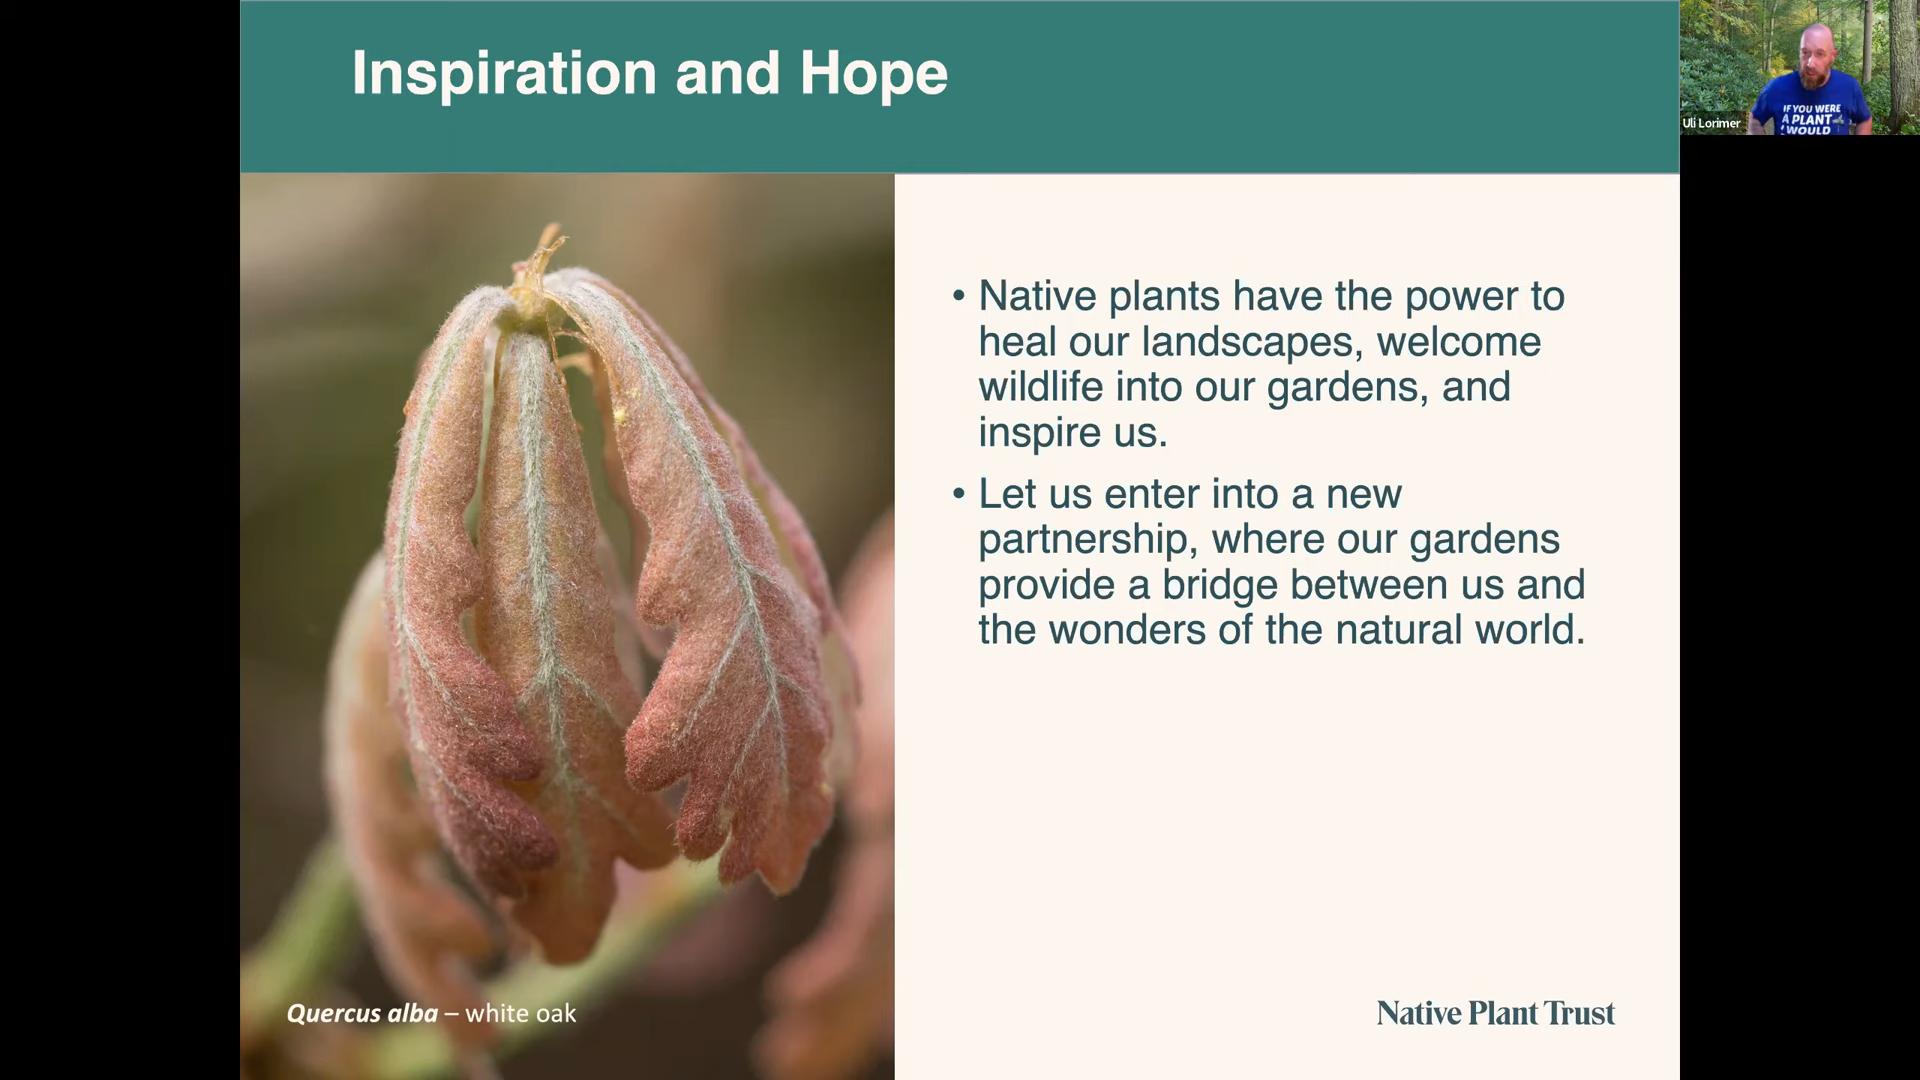 Inspiration and Hope
Uli Lorimer
IF YOU WERE
A PLANT
I WOULD
• Native plants have the power to
heal our landscapes, welcome
wildlife into our gardens, and
inspire us.
• Let us enter into a new
partnership, where our gardens
provide a bridge between us and
the wonders of the natural world.
Quercus alba – white oak
Native Plant Trust